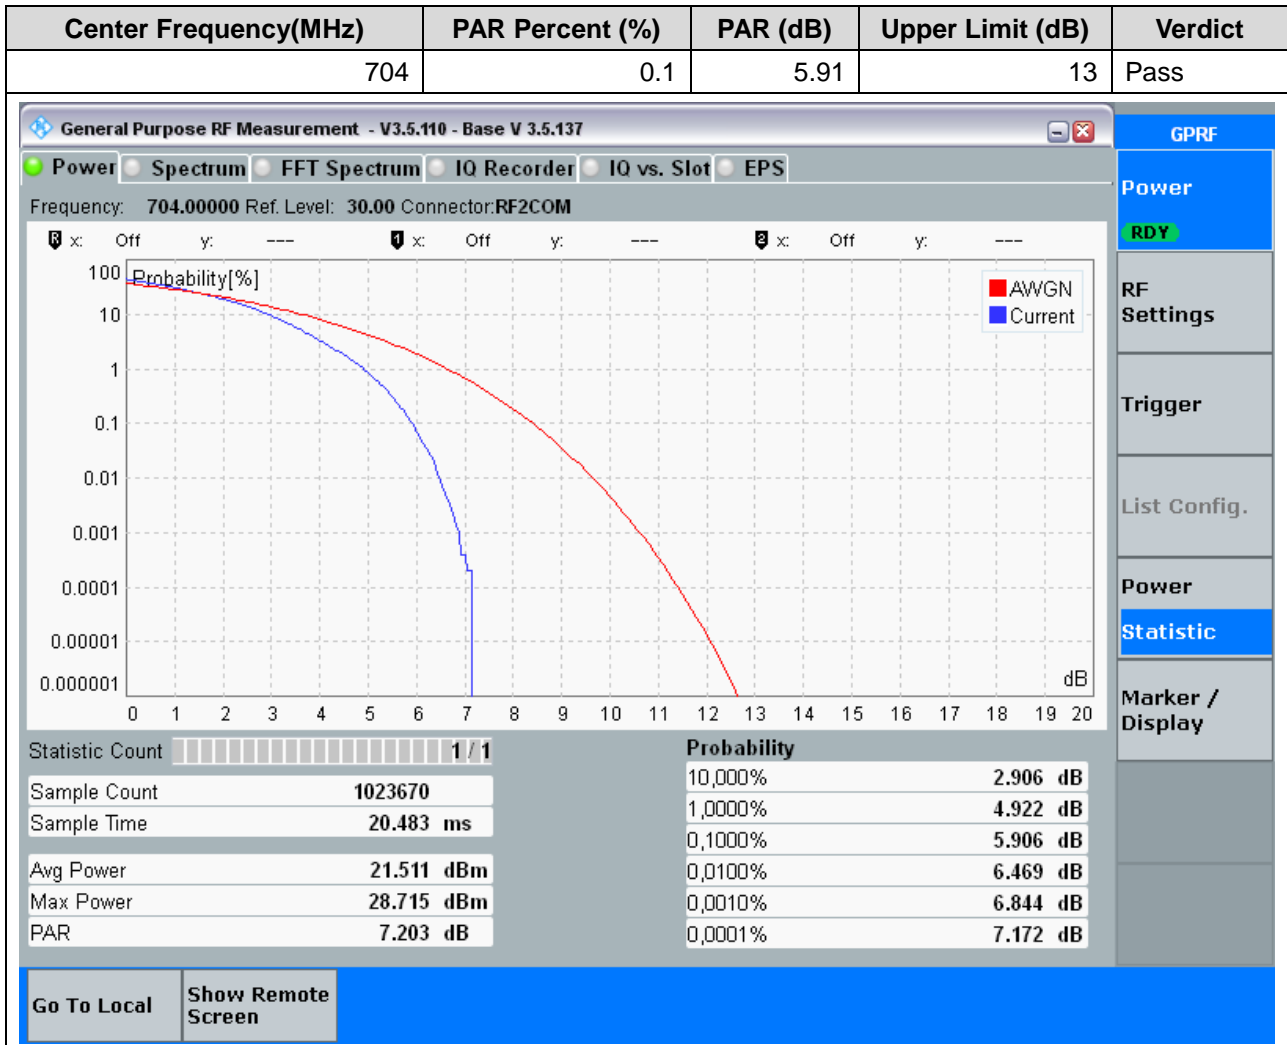 Center Frequency(MHz) PAR Percent (%) PAR (dB) Upper Limit (dB) Verdict
704 0.1 5.91 13 Pass
General Purpose RF Measurement - V3.5.110 - Base V 3.5.137
GPRF
Power Spectrum FFT Spectrum IQ Recorder IQ vs. Slot EPS
Power
RDY
Frequency: 704.00000 Ref. Level: 30.00 Connector:RF2COM
R x: Off y: --- 1 x: Off y: --- 2 x: Off y: ---
Probability[%]
100
10
1
0.1
0.01
0.001
0.0001
0.00001
0.000001
AWGN
Current
dB
0 1 2 3 4 5 6 7 8 9 10 11 12 13 14 15 16 17 18 19 20
RF
Settings
Trigger
List Config.
Power
Statistic
Marker /
Display
Statistic Count 1 / 1
Sample Count 1023670
Sample Time 20.483 ms
Avg Power 21.511 dBm
Max Power 28.715 dBm
PAR 7.203 dB
Probability
10,000% 2.906 dB
1,0000% 4.922 dB
0,1000% 5.906 dB
0,0100% 6.469 dB
0,0010% 6.844 dB
0,0001% 7.172 dB
Go To Local
Show Remote
Screen